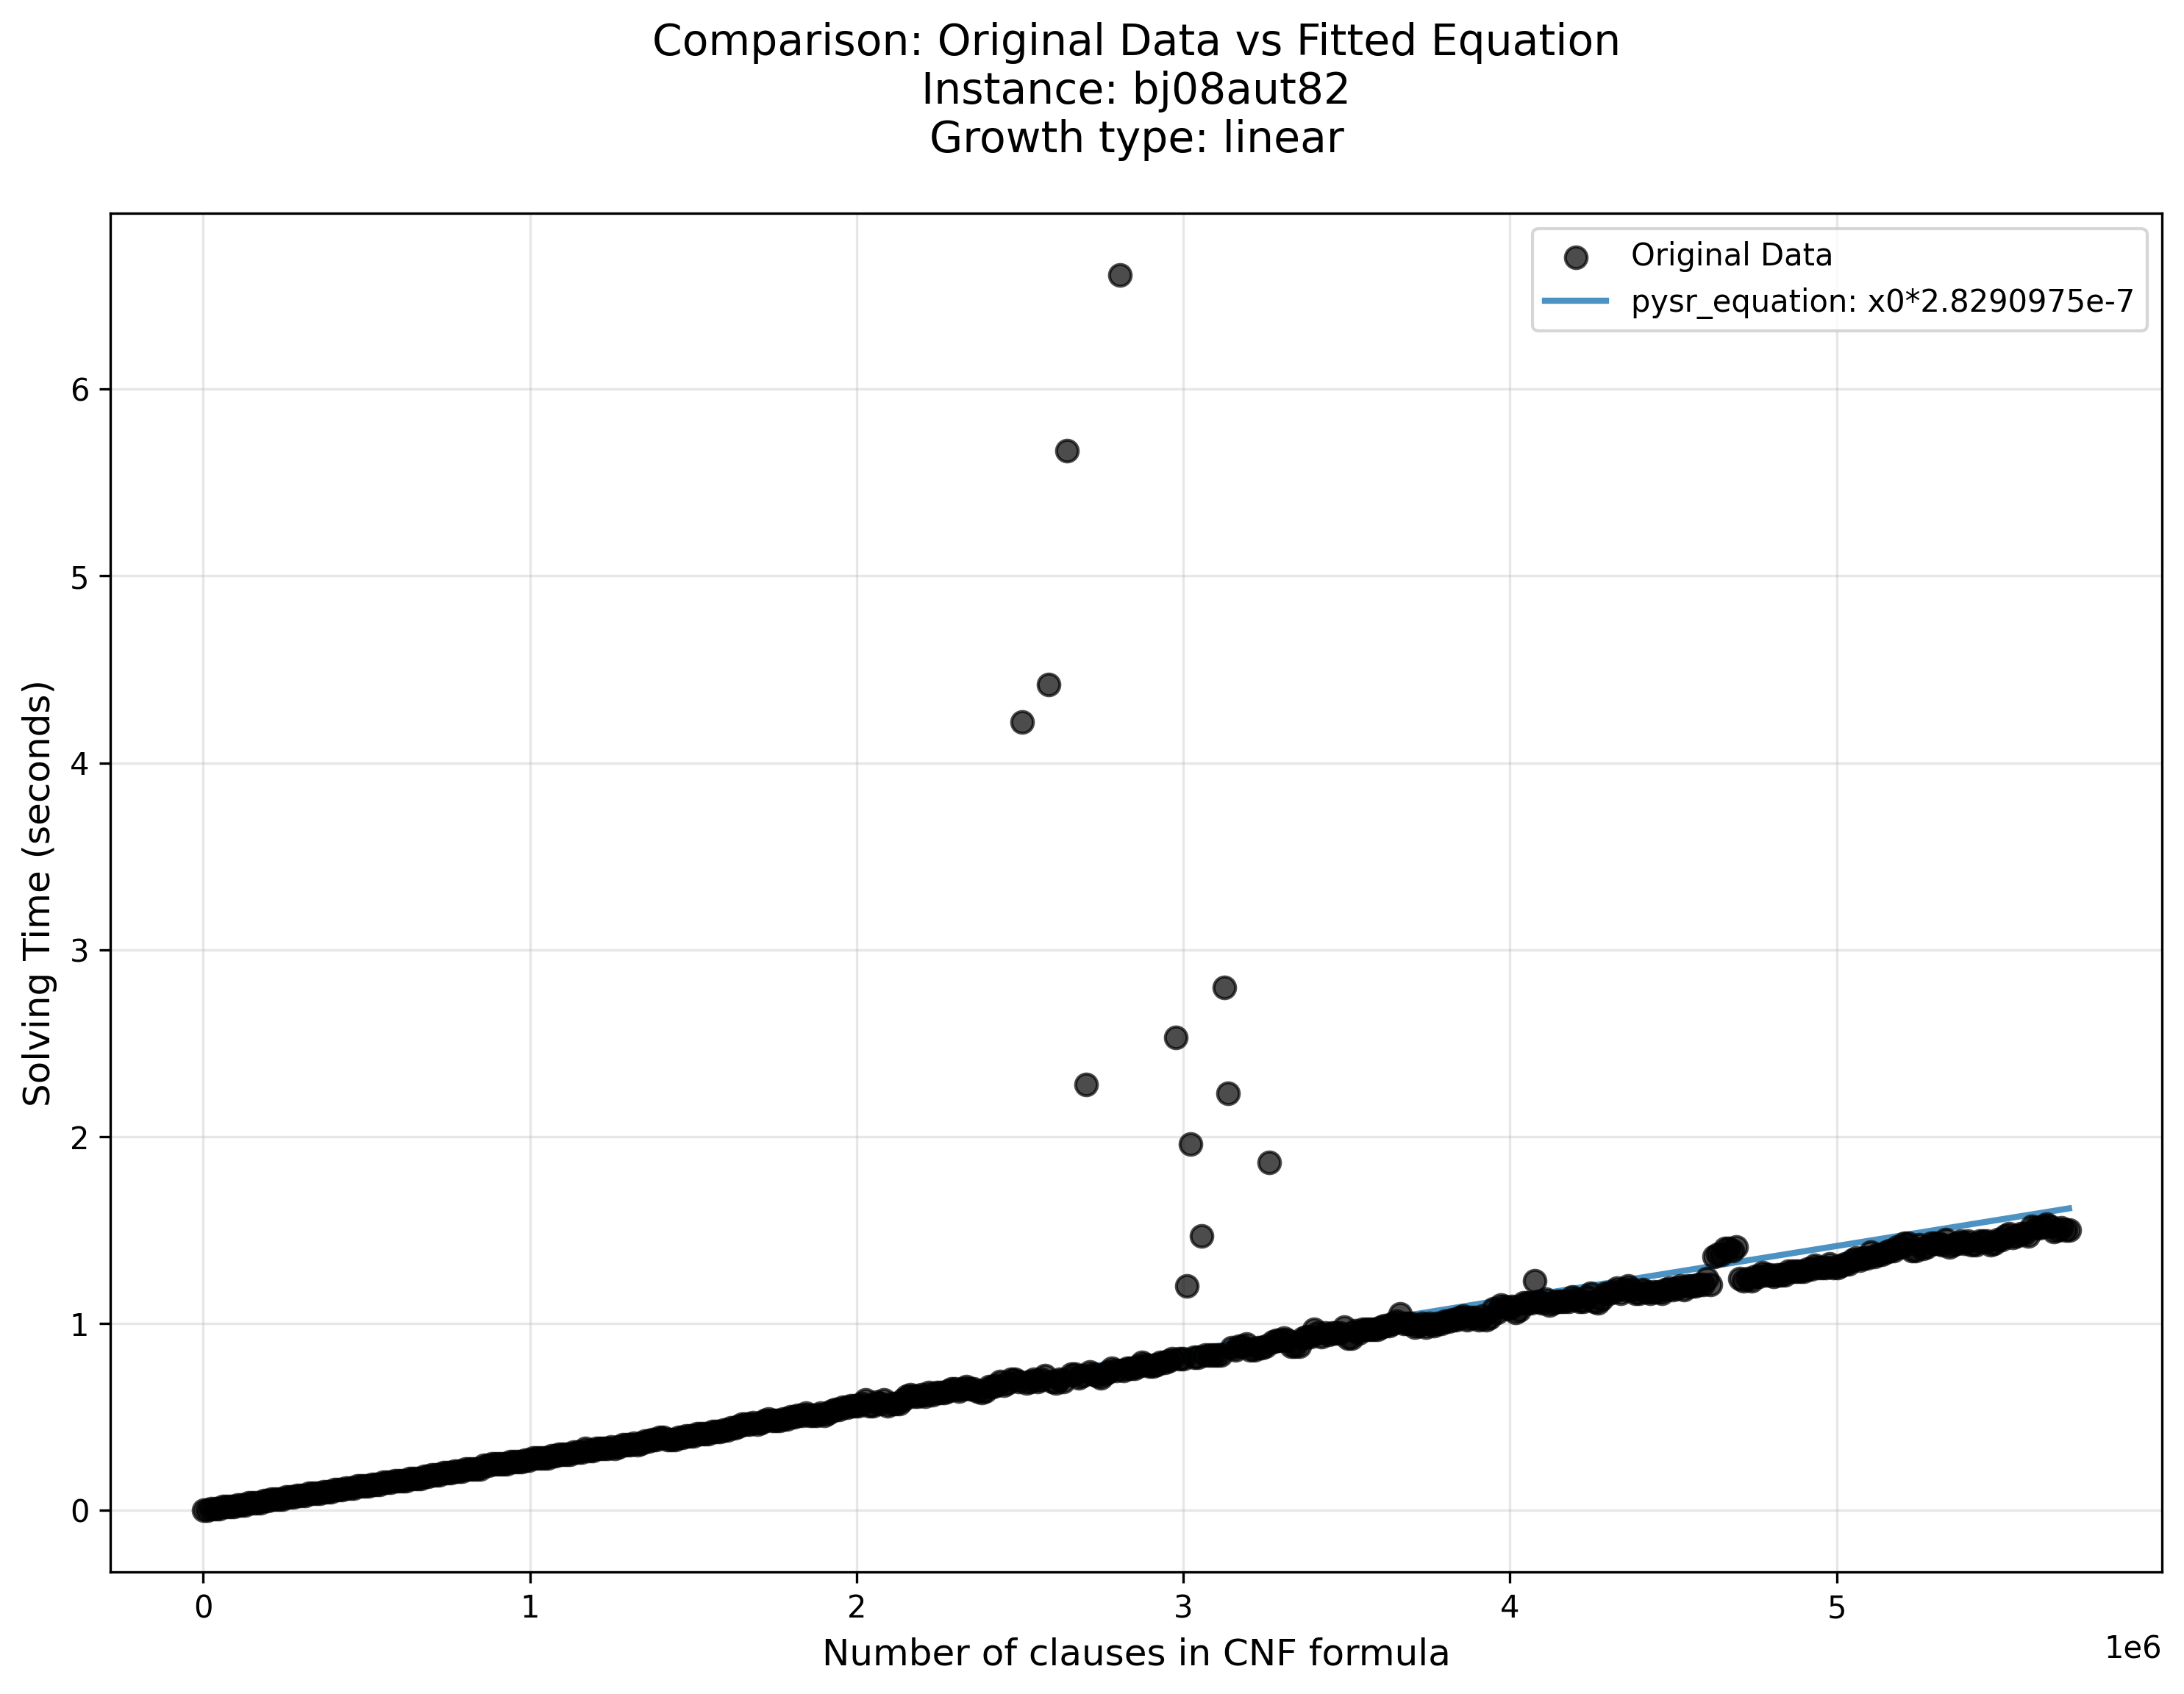 Comparison: Original Data vs Fitted Equation
Instance: bj08aut82
Growth type: linear
Original Data
pysr_equation: x0*2.8290975e-7
6
5
4
3
2
1
0
Solving Time (seconds)
0 1 2 3 4 5
1e6
Number of clauses in CNF formula